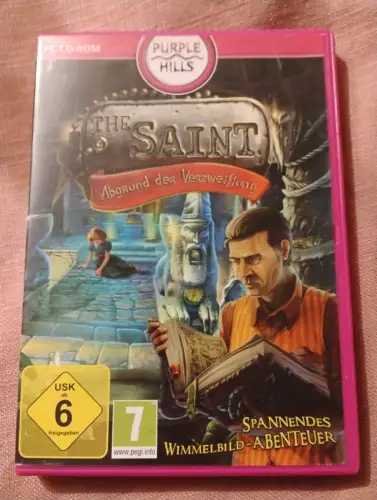 PC CD-ROM
PURPLE
HILLS
THE SAINT
Abgrund der Verzweiflung
USK
ab
6
freigegeben
7
www.pegi.info
SPANNENDES
WIMMELBILD-ABENTEUER